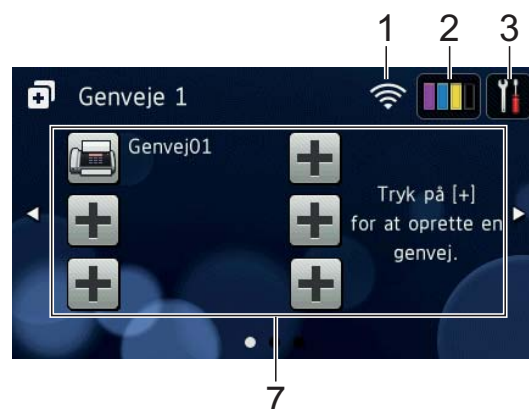 1 2 3
Genveje 1
Genvej01
Tryk på [+]
for at oprette en
genvej.
7